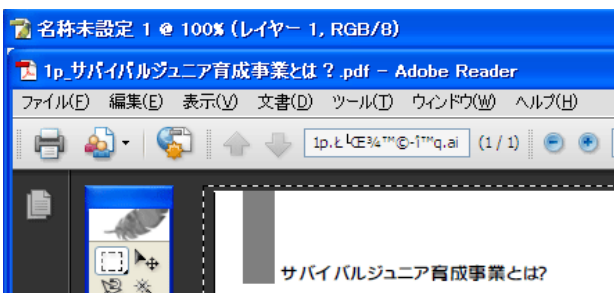 名称未設定 1 @ 100% (レイヤー 1, RGB/8)
1p_サバイバルジュニア育成事業とは?.pdf - Adobe Reader
ファイル(F) 編集(E) 表示(V) 文書(D) ツール(T) ウィンドウ(W) ヘルプ(H)
(1 / 1)
サバイバルジュニア育成事業とは?